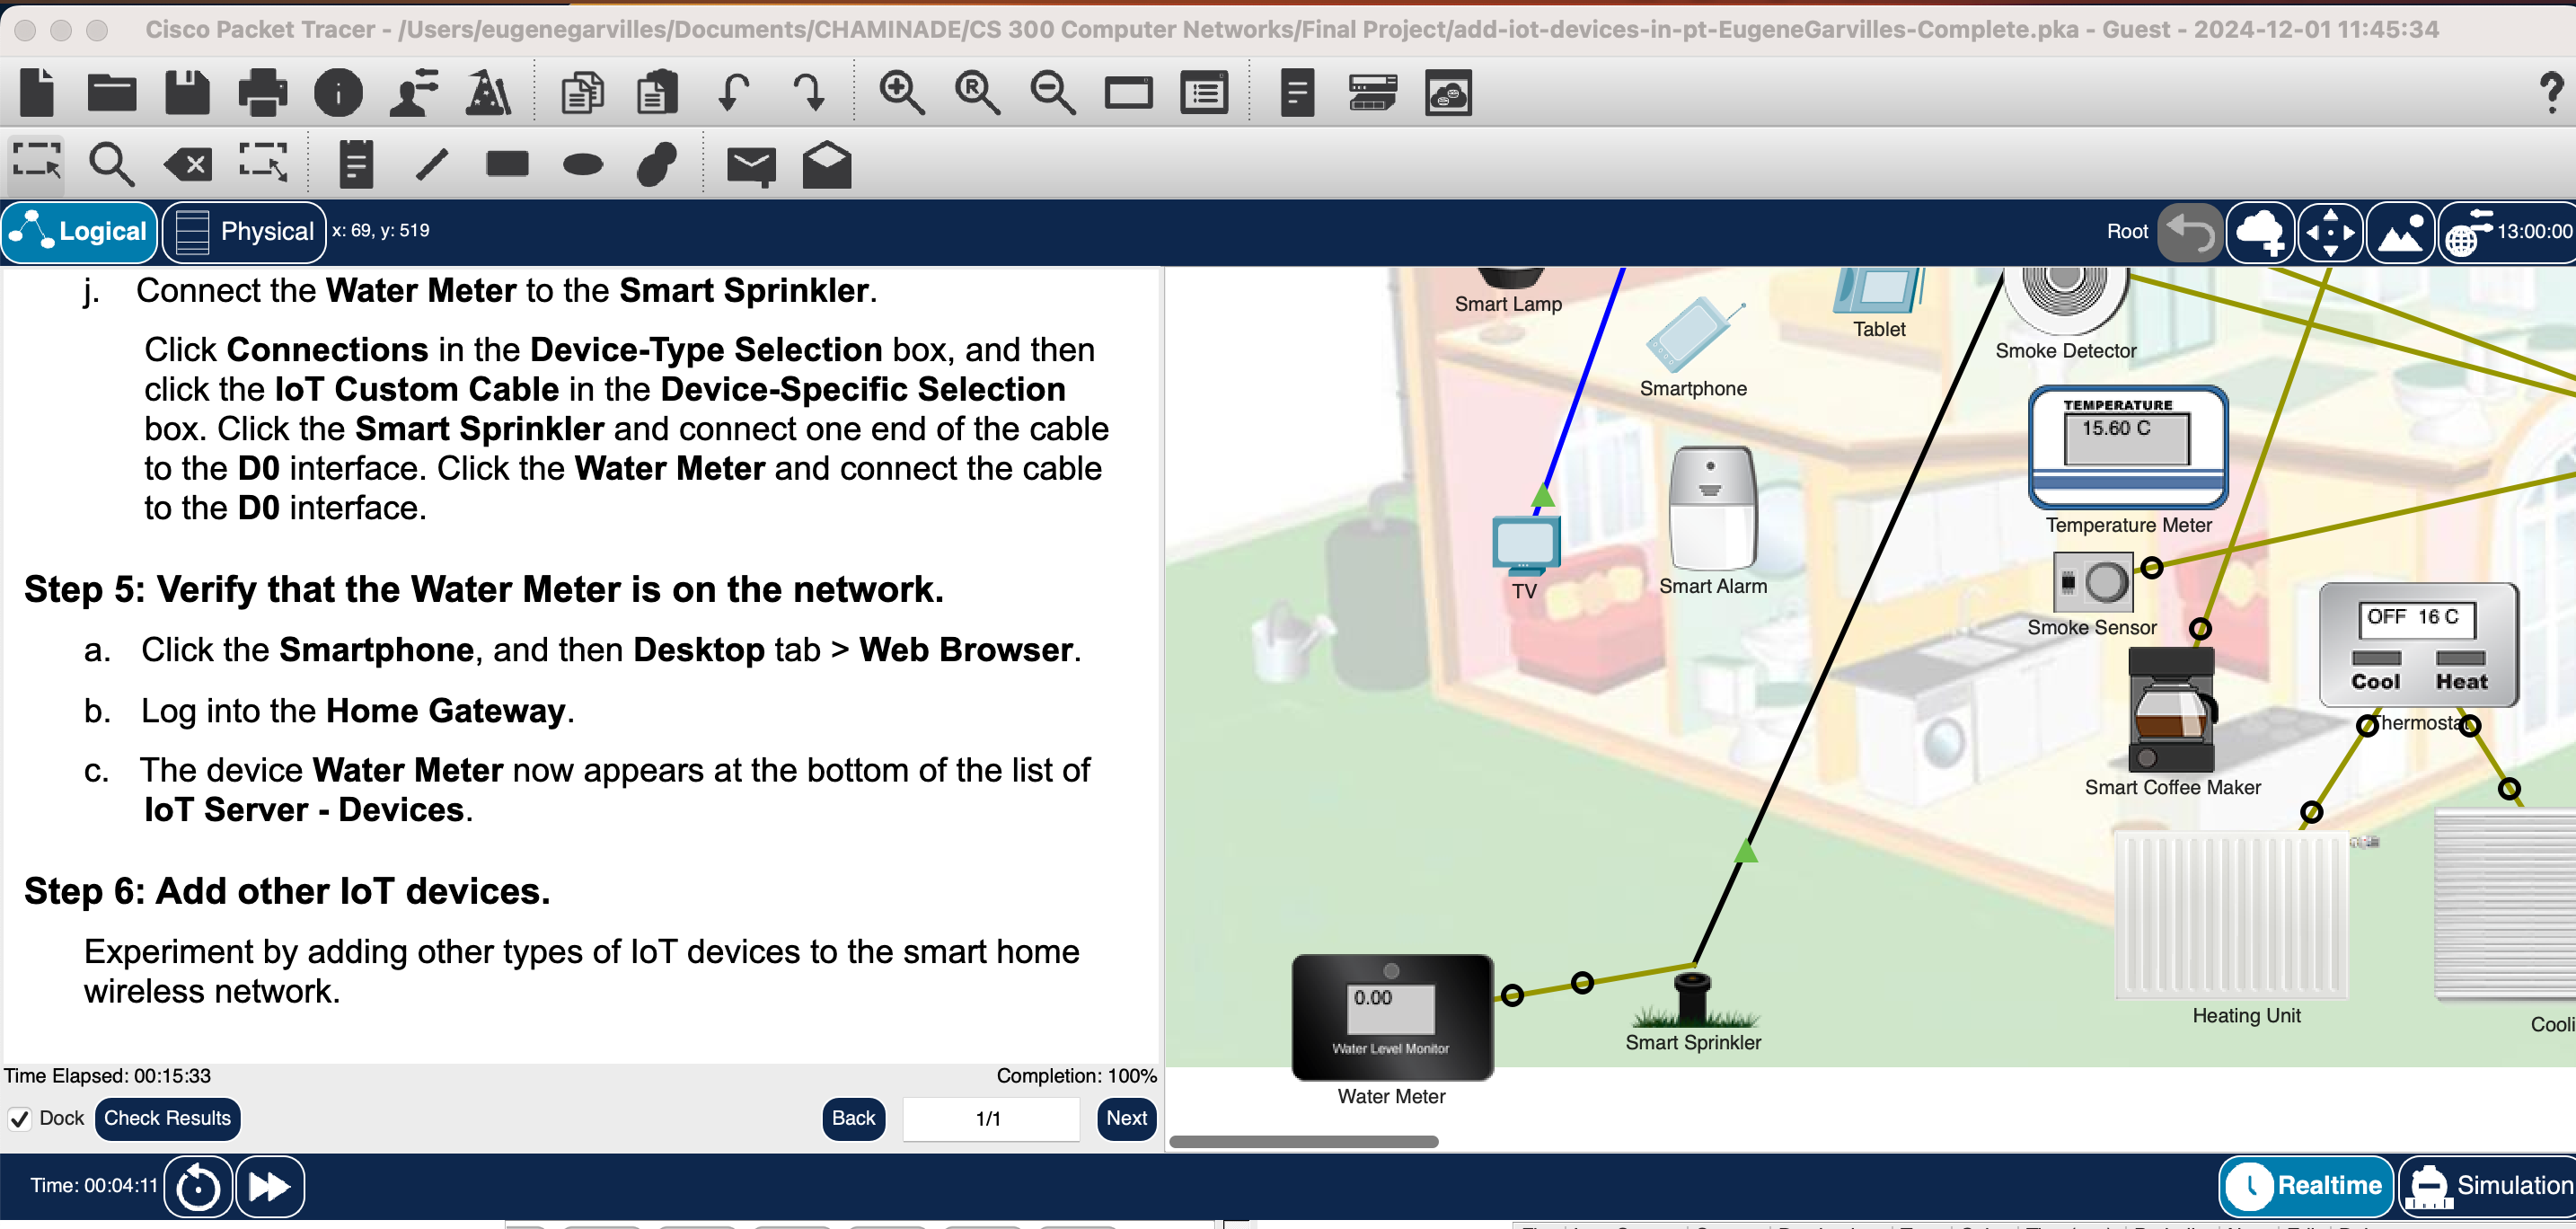 Cisco Packet Tracer - /Users/eugenegarvilles/Documents/CHAMINADE/CS 300 Computer Networks/Final Project/add-iot-devices-in-pt-EugeneGarvilles-Complete.pka - Guest - 2024-12-01 11:45:34
Logical
Physical
x: 69, y: 519
Root
13:00:00
j. Connect the Water Meter to the Smart Sprinkler.
Click Connections in the Device-Type Selection box, and then
click the IoT Custom Cable in the Device-Specific Selection
box. Click the Smart Sprinkler and connect one end of the cable
to the D0 interface. Click the Water Meter and connect the cable
to the D0 interface.
Step 5: Verify that the Water Meter is on the network.
a. Click the Smartphone, and then Desktop tab > Web Browser.
b. Log into the Home Gateway.
c. The device Water Meter now appears at the bottom of the list of
IoT Server - Devices.
Step 6: Add other IoT devices.
Experiment by adding other types of IoT devices to the smart home
wireless network.
Time Elapsed: 00:15:33
Completion: 100%
Dock
Check Results
Back
1/1
Next
Smart Lamp
Smartphone
Tablet
Smoke Detector
TEMPERATURE
15.60 C
Temperature Meter
TV
Smart Alarm
Smoke Sensor
OFF 16 C
Cool Heat
Thermostat
Smart Coffee Maker
Heating Unit
Cooli
0.00
Water Level Monitor
Water Meter
Smart Sprinkler
Time: 00:04:11
Realtime
Simulation